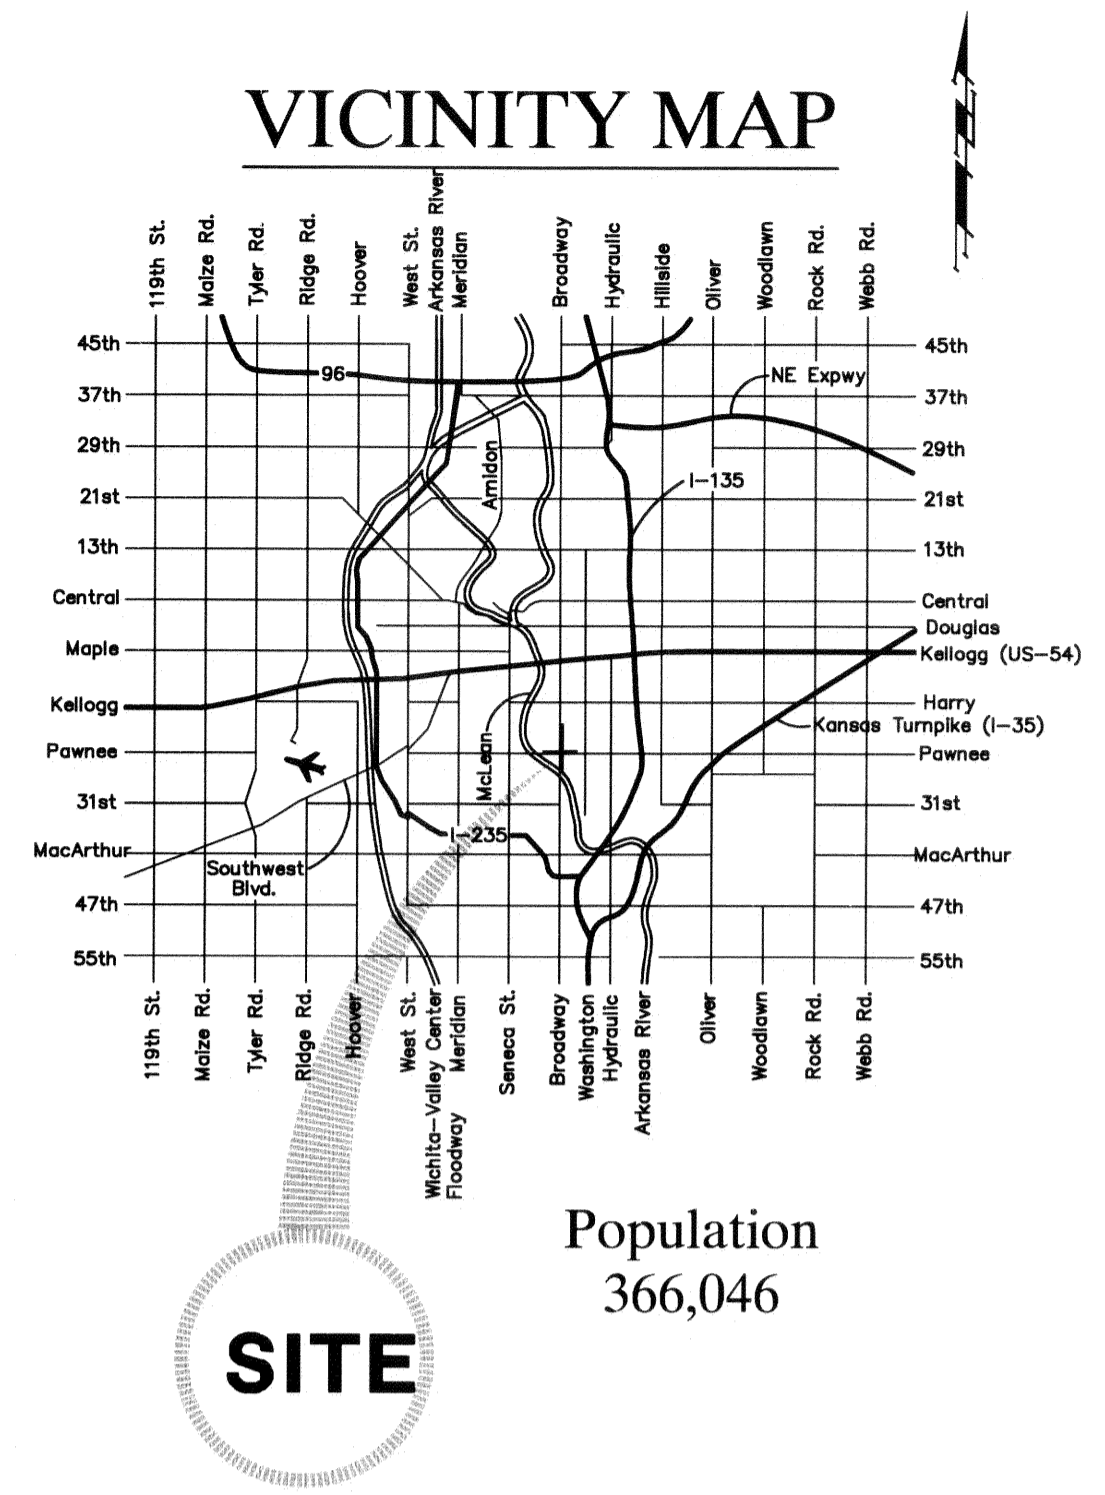 VICINITY MAP
119th St.
Maize Rd.
Tyler Rd.
Ridge Rd.
Hoover
West St.
Arkansas River
Meridian
Broadway
Hydraulic
Hillside
Oliver
Woodlawn
Rock Rd.
Webb Rd.
45th
45th
96
NE Expwy
37th
37th
29th
29th
Amidon
I-135
21st
21st
13th
13th
Central
Central
Douglas
Maple
Kellogg (US-54)
Kellogg
Harry
Kansas Turnpike (I-35)
Pawnee
Pawnee
McLean
31st
31st
I-235
MacArthur
MacArthur
Southwest
Blvd.
47th
47th
55th
55th
119th St.
Maize Rd.
Tyler Rd.
Ridge Rd.
Hoover
West St.
Wichita-Valley Center
Floodway
Meridian
Seneca St.
Broadway
Washington
Hydraulic
Arkansas River
Oliver
Woodlawn
Rock Rd.
Webb Rd.
Population
366,046
SITE